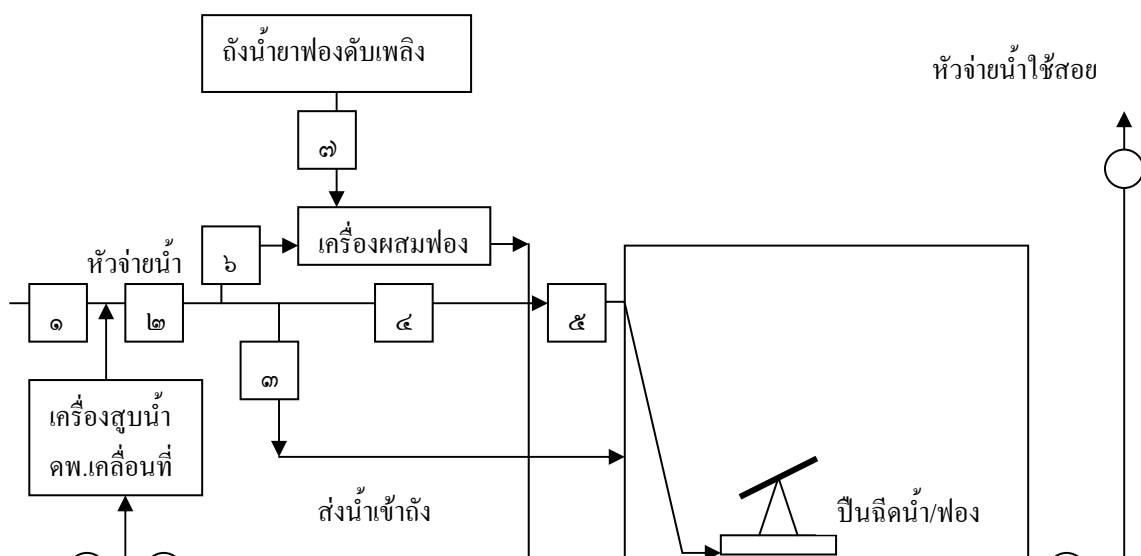 ถังน้ำยาฟองดับเพลิง
หัวจ่ายน้ำใช้สอย
๗
เครื่องผสมฟอง
๖
หัวจ่ายน้ำ
๑
๒
๔
๕
๓
เครื่องสูบน้ำ
ดพ.เคลื่อนที่
ส่งน้ำเข้าถัง
ปืนฉีดน้ำ/ฟอง